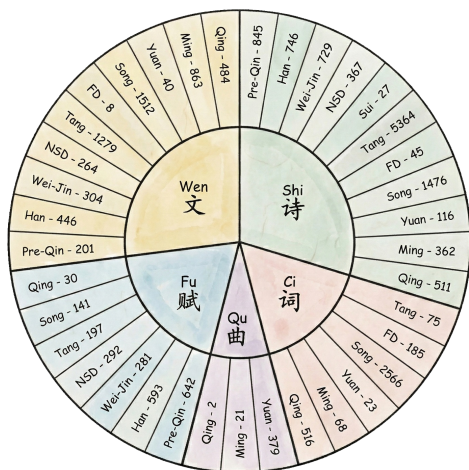 Shi
诗
Pre-Qin - 845
Han - 746
Wei-Jin - 729
NSD - 367
Sui - 27
Tang - 5364
FD - 45
Song - 1476
Yuan - 116
Ming - 362
Qing - 511
Ci
词
Tang - 75
FD - 185
Song - 2566
Yuan - 23
Ming - 68
Qing - 516
Qu
曲
Yuan - 379
Ming - 21
Qing - 2
Fu
赋
Pre-Qin - 642
Han - 593
Wei-Jin - 281
NSD - 292
Tang - 197
Song - 141
Qing - 30
Wen
文
Pre-Qin - 201
Han - 446
Wei-Jin - 304
NSD - 264
Tang - 1279
FD - 8
Song - 1512
Yuan - 40
Ming - 863
Qing - 484